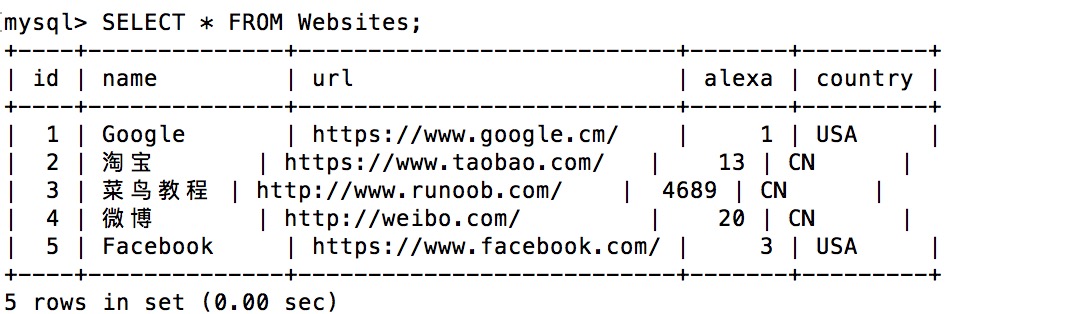 mysql> SELECT * FROM Websites;
+----+--------------+---------------------------+-------+---------+
| id | name         | url                       | alexa | country |
+----+--------------+---------------------------+-------+---------+
|  1 | Google       | https://www.google.cm/    |     1 | USA     |
|  2 | 淘宝       | https://www.taobao.com/   |    13 | CN      |
|  3 | 菜鸟教程 | http://www.runoob.com/    |  4689 | CN      |
|  4 | 微博       | http://weibo.com/         |    20 | CN      |
|  5 | Facebook     | https://www.facebook.com/ |     3 | USA     |
+----+--------------+---------------------------+-------+---------+
5 rows in set (0.00 sec)